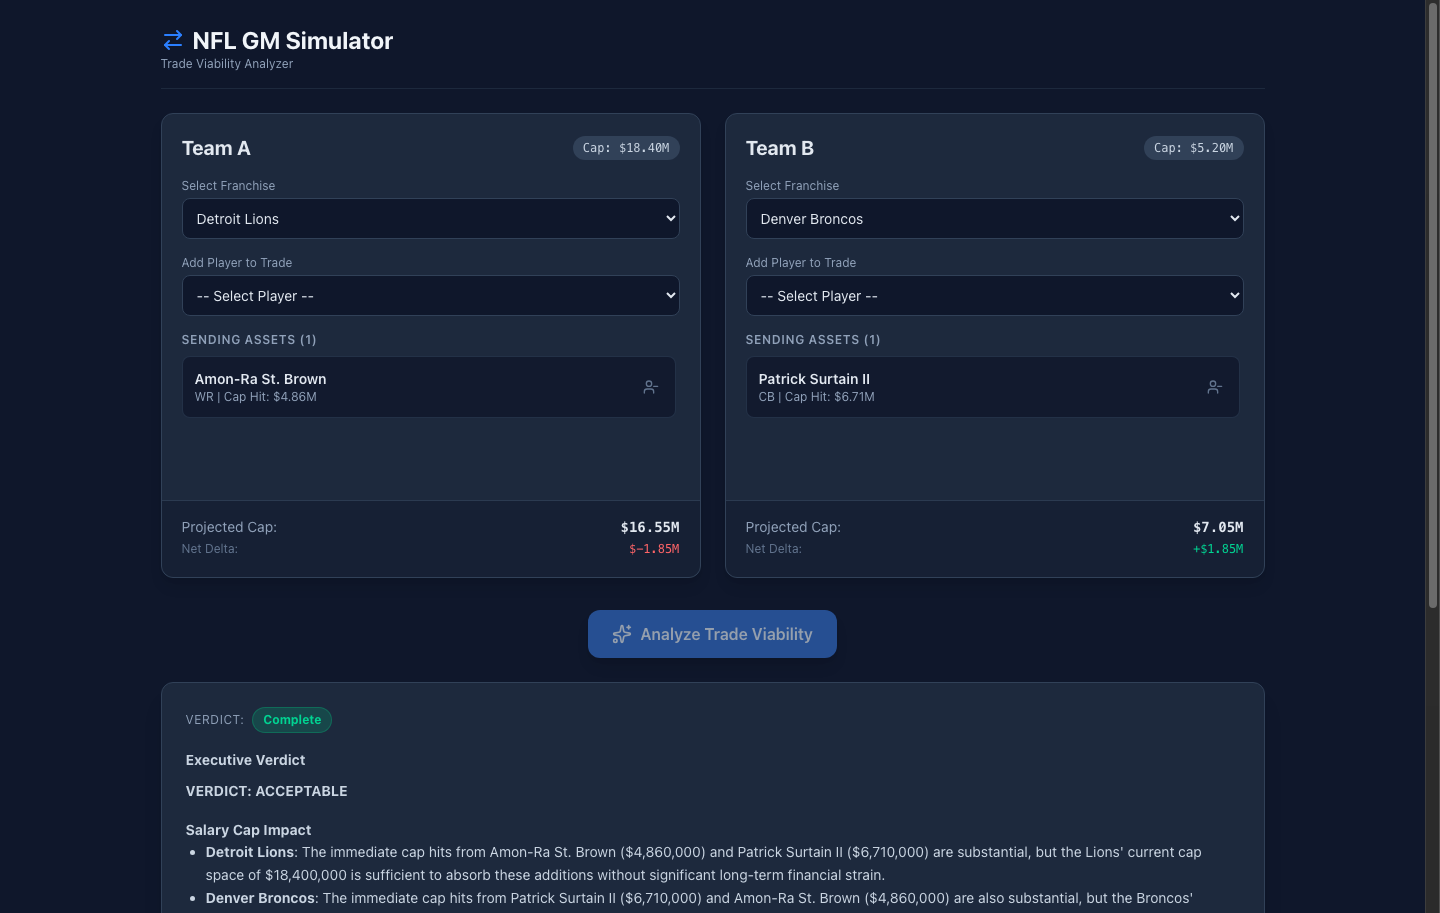 NFL GM Simulator
Trade Viability Analyzer
Team A
Cap: $18.40M
Select Franchise
Detroit Lions
Add Player to Trade
-- Select Player --
SENDING ASSETS (1)
Amon-Ra St. Brown
WR | Cap Hit: $4.86M
Projected Cap:
$16.55M
Net Delta:
$−1.85M
Team B
Cap: $5.20M
Select Franchise
Denver Broncos
Add Player to Trade
-- Select Player --
SENDING ASSETS (1)
Patrick Surtain II
CB | Cap Hit: $6.71M
Projected Cap:
$7.05M
Net Delta:
+$1.85M
Analyze Trade Viability
VERDICT: Complete
Executive Verdict
VERDICT: ACCEPTABLE
Salary Cap Impact
• Detroit Lions: The immediate cap hits from Amon-Ra St. Brown ($4,860,000) and Patrick Surtain II ($6,710,000) are substantial, but the Lions' current cap
space of $18,400,000 is sufficient to absorb these additions without significant long-term financial strain.
• Denver Broncos: The immediate cap hits from Patrick Surtain II ($6,710,000) and Amon-Ra St. Brown ($4,860,000) are also substantial, but the Broncos'